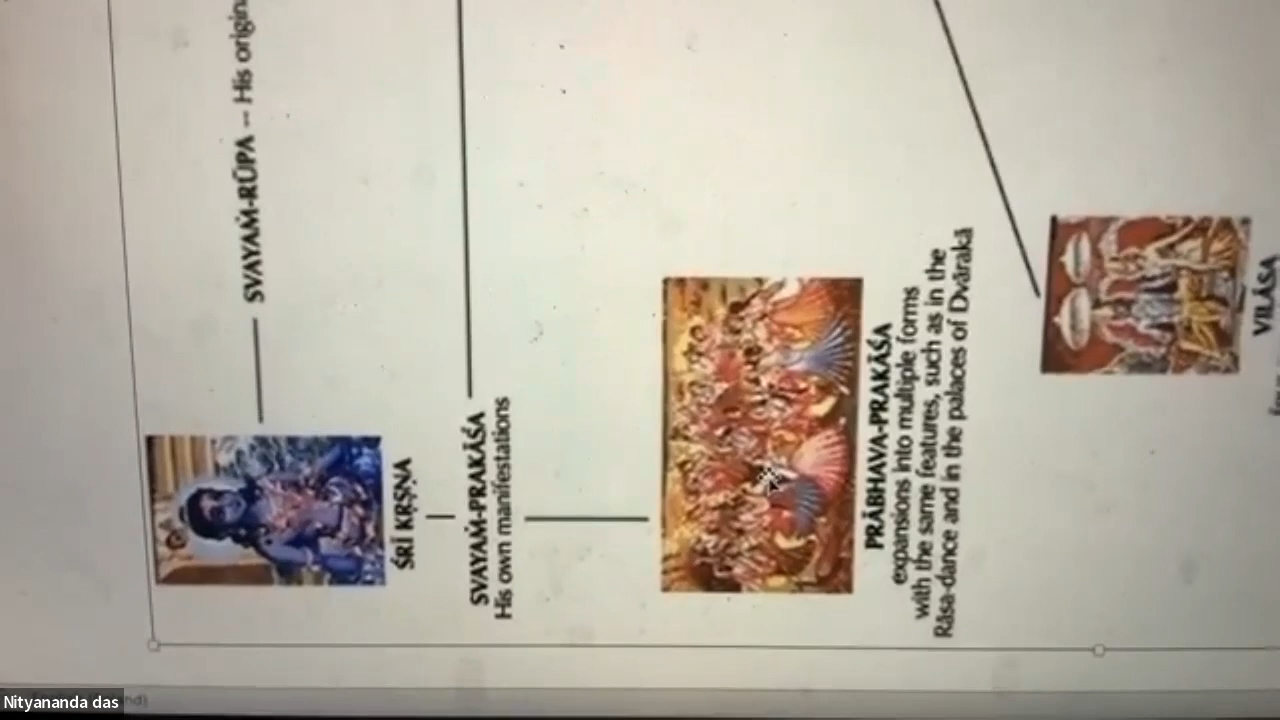 SVAYAṀ-RŪPA -- His origin
ŚRĪ KṚṢṆA
SVAYAṀ-PRAKĀŚA
His own manifestations
PRĀBHAVA-PRAKĀŚA
expansions into multiple forms
with the same features, such as in the
Rāsa-dance and in the palaces of Dvārakā
VILĀSA
Nityananda das